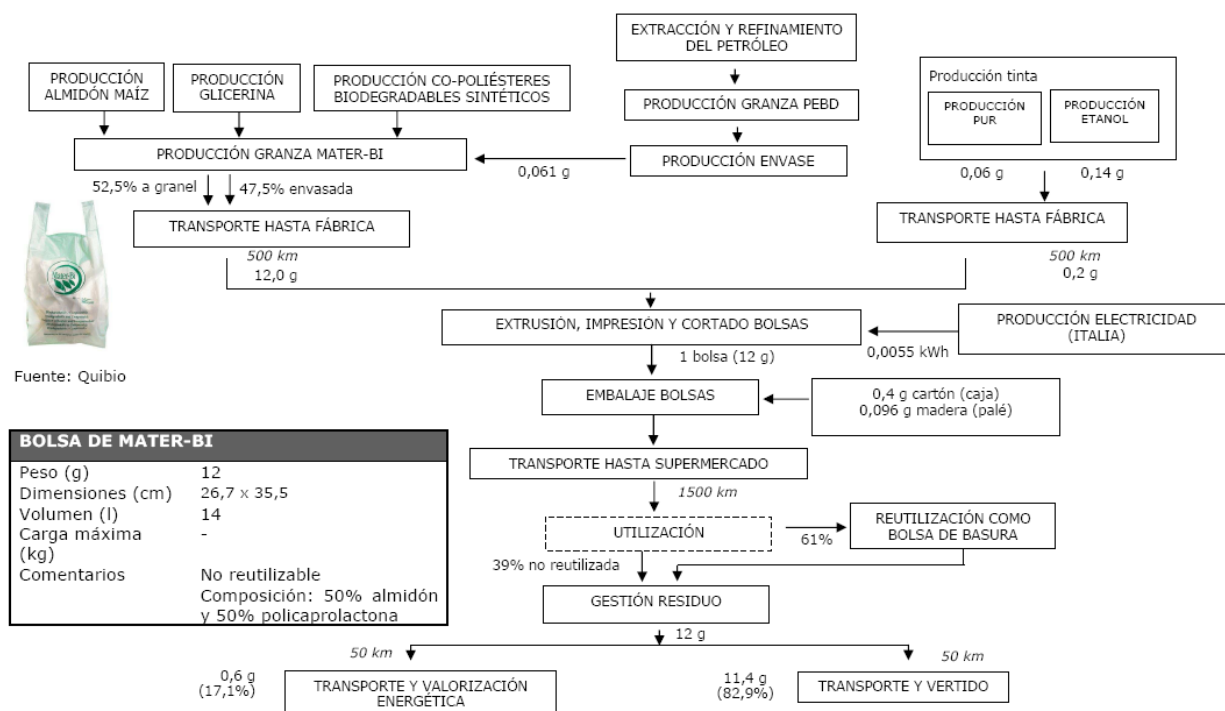 EXTRACCIÓN Y REFINAMIENTO
DEL PETRÓLEO
PRODUCCIÓN
ALMIDÓN MAÍZ
PRODUCCIÓN
GLICERINA
PRODUCCIÓN CO-POLIÉSTERES
BIODEGRADABLES SINTÉTICOS
Producción tinta
PRODUCCIÓN
PUR
PRODUCCIÓN
ETANOL
PRODUCCIÓN GRANZA PEBD
PRODUCCIÓN GRANZA MATER-BI
PRODUCCIÓN ENVASE
0,061 g
0,06 g
0,14 g
52,5% a granel
47,5% envasada
TRANSPORTE HASTA FÁBRICA
TRANSPORTE HASTA FÁBRICA
500 km
12,0 g
500 km
0,2 g
EXTRUSIÓN, IMPRESIÓN Y CORTADO BOLSAS
PRODUCCIÓN ELECTRICIDAD
(ITALIA)
0,0055 kWh
1 bolsa (12 g)
Fuente: Quibio
EMBALAJE BOLSAS
0,4 g cartón (caja)
0,096 g madera (palé)
BOLSA DE MATER-BI
Peso (g) 12
Dimensiones (cm) 26,7 x 35,5
Volumen (l) 14
Carga máxima -
(kg)
Comentarios No reutilizable
Composición: 50% almidón
y 50% policaprolactona
TRANSPORTE HASTA SUPERMERCADO
1500 km
UTILIZACIÓN
61%
REUTILIZACIÓN COMO
BOLSA DE BASURA
39% no reutilizada
GESTIÓN RESIDUO
12 g
50 km
50 km
0,6 g
(17,1%)
TRANSPORTE Y VALORIZACIÓN
ENERGÉTICA
11,4 g
(82,9%)
TRANSPORTE Y VERTIDO